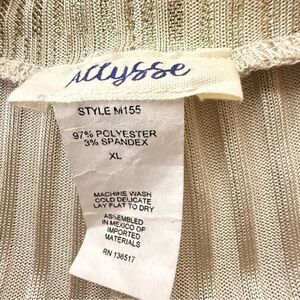 Allysse
STYLE M155
97% POLYESTER
3% SPANDEX
XL
MACHINE WASH
COLD DELICATE
LAY FLAT TO DRY
ASSEMBLED
IN MEXICO OF
IMPORTED
MATERIALS
RN 136517